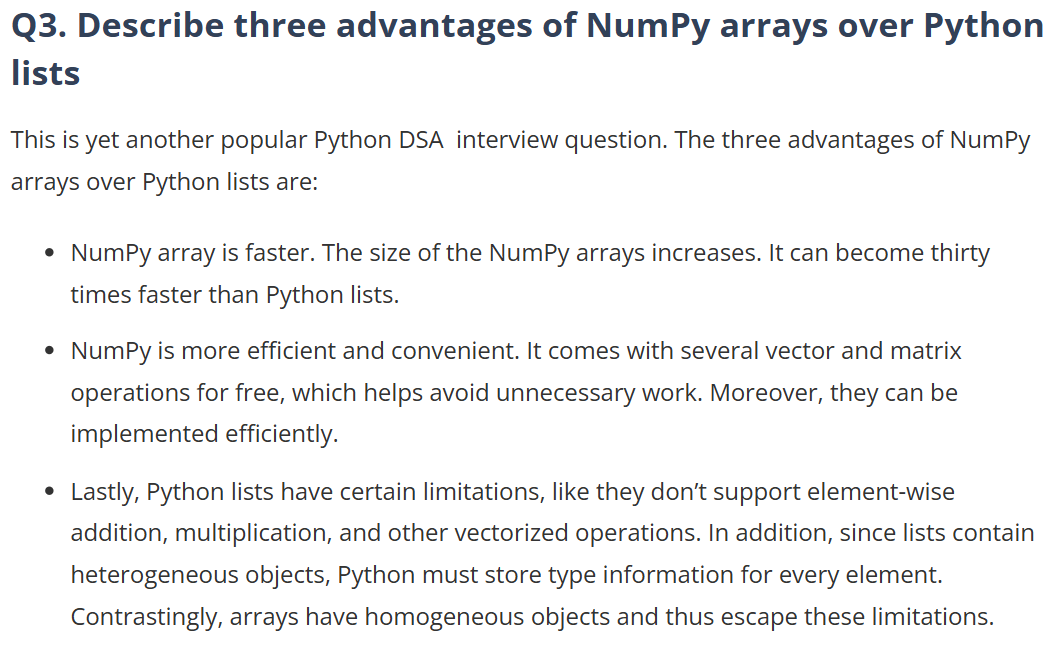 Q3. Describe three advantages of NumPy arrays over Python
lists
This is yet another popular Python DSA  interview question. The three advantages of NumPy
arrays over Python lists are:
• NumPy array is faster. The size of the NumPy arrays increases. It can become thirty
times faster than Python lists.
• NumPy is more efficient and convenient. It comes with several vector and matrix
operations for free, which helps avoid unnecessary work. Moreover, they can be
implemented efficiently.
• Lastly, Python lists have certain limitations, like they don’t support element-wise
addition, multiplication, and other vectorized operations. In addition, since lists contain
heterogeneous objects, Python must store type information for every element.
Contrastingly, arrays have homogeneous objects and thus escape these limitations.